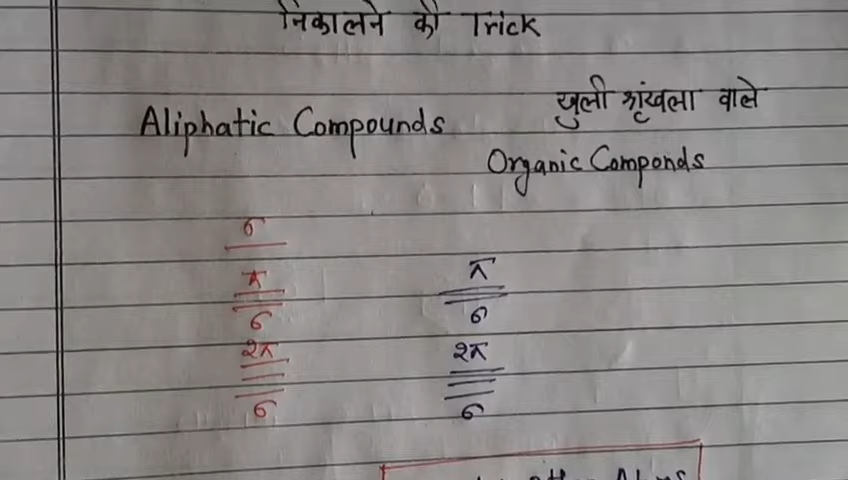 निकालने की Trick
Aliphatic Compounds खुली श्रृंखला वाले
Organic Componds
σ
π π
σ σ
2π 2π
σ σ